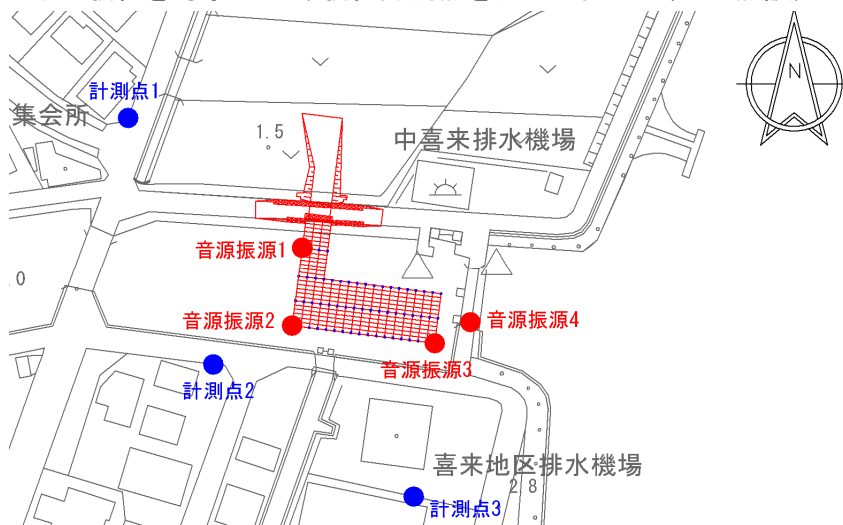 計測点1
集会所
1.5
中喜来排水機場
N
音源振源1
音源振源2
音源振源4
音源振源3
計測点2
喜来地区排水機場
2.8
計測点3